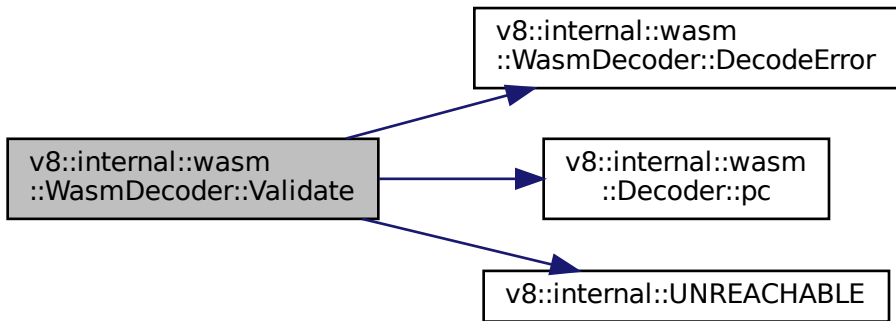 v8::internal::wasm
::WasmDecoder::Validate
v8::internal::wasm
::WasmDecoder::DecodeError
v8::internal::wasm
::Decoder::pc
v8::internal::UNREACHABLE